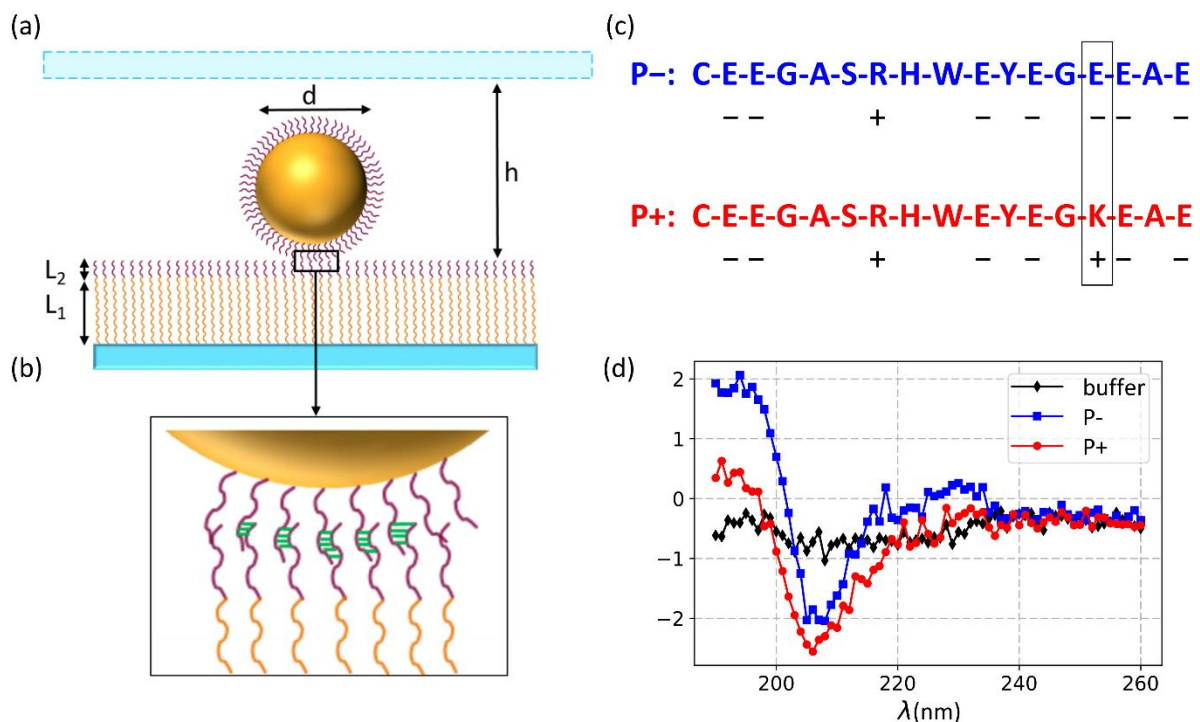 (a)
d
h
L2
L1
(b)
(c)
P−: C-E-E-G-A-S-R-H-W-E-Y-E-G-E-E-A-E
− − + − − − − −
P+: C-E-E-G-A-S-R-H-W-E-Y-E-G-K-E-A-E
− − + − − + − −
(d)
buffer
P-
P+
2
1
0
−1
−2
200 220 240 260
λ(nm)